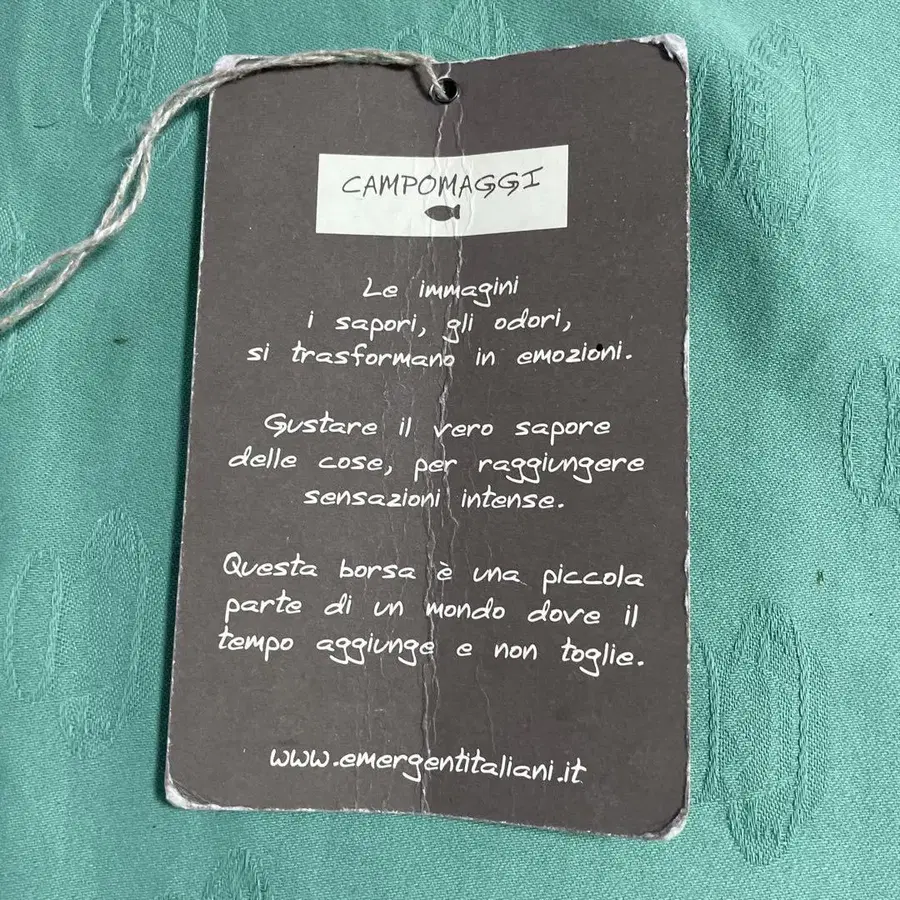 CAMPOMAGGI
Le immagini
i sapori, gli odori,
si trasformano in emozioni.
Gustare il vero sapore
delle cose, per raggiungere
sensazioni intense.
Questa borsa è una piccola
parte di un mondo dove il
tempo aggiunge e non toglie.
www.emergentitaliani.it